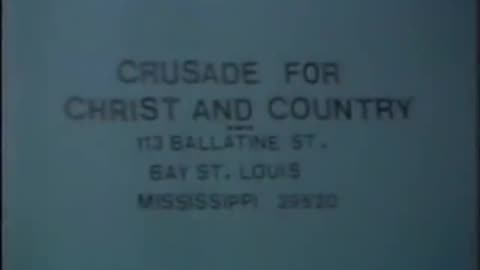 CRUSADE FOR
CHRIST AND COUNTRY
113 BALLATINE ST.
BAY ST. LOUIS
MISSISSIPPI 39520